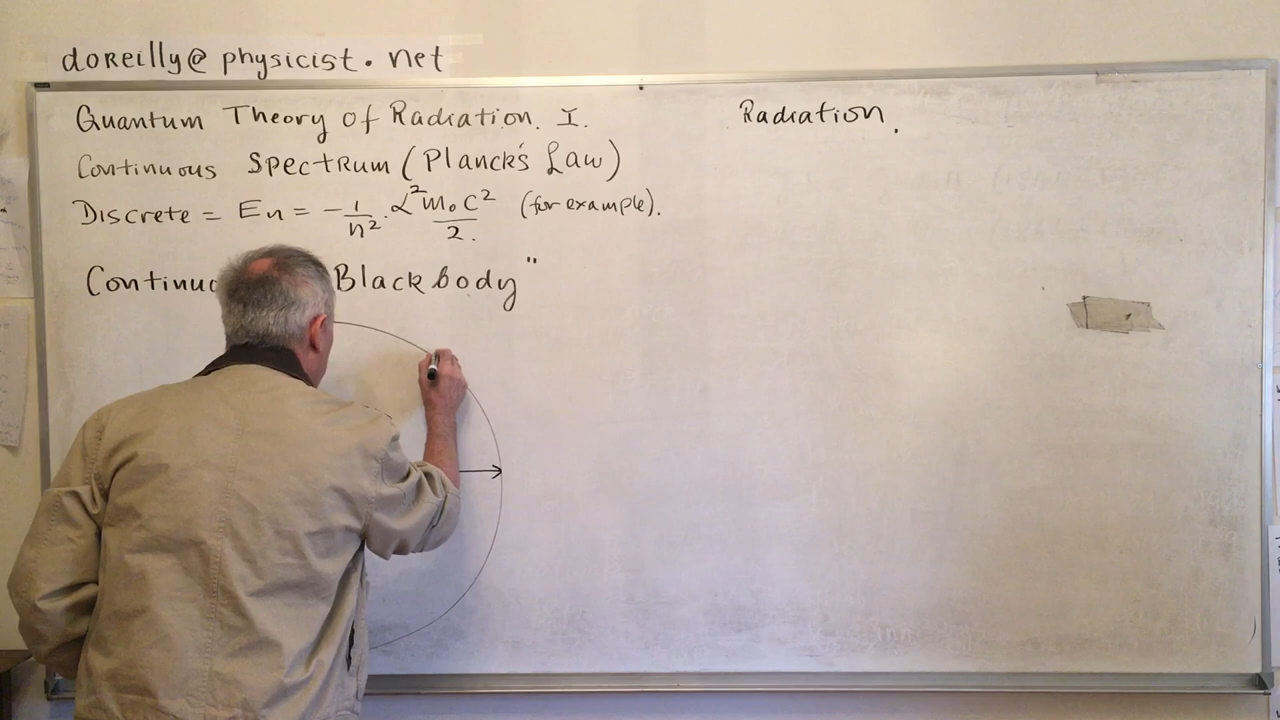 doReilly@physicist.net
Quantum Theory of Radiation. I.
Continuous Spectrum (Planck's Law)
Discrete = En = -1/n². α²m₀c²/2. (for example).
"Blackbody"
Radiation.